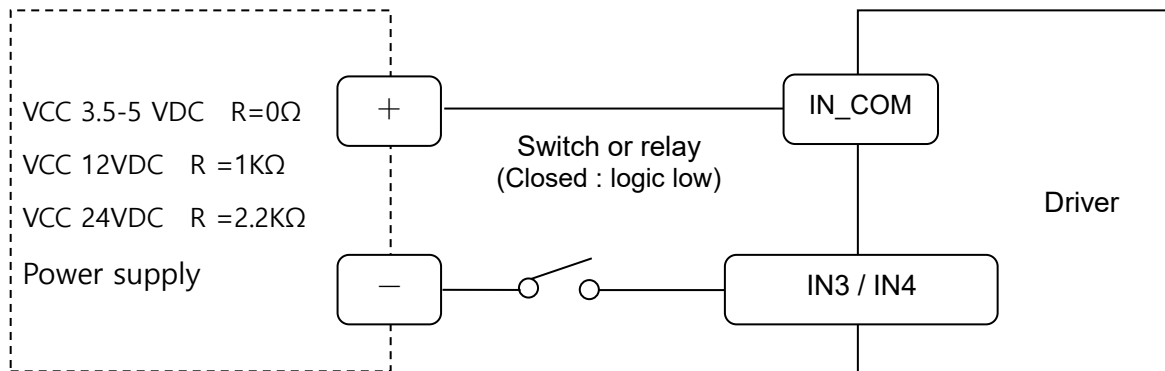 VCC 3.5-5 VDC R=0Ω
VCC 12VDC R =1KΩ
VCC 24VDC R =2.2KΩ
Power supply
+
−
Switch or relay
(Closed : logic low)
IN_COM
IN3 / IN4
Driver